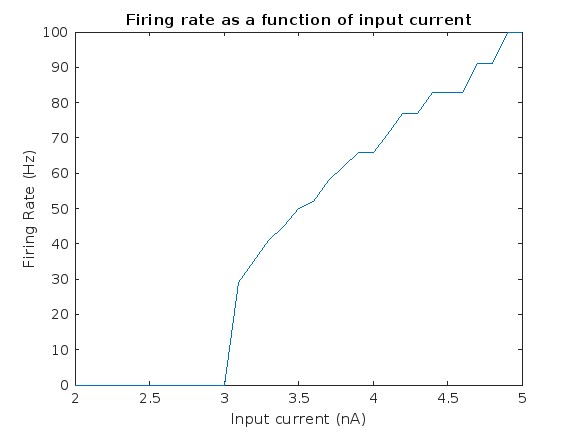 Firing rate as a function of input current
100
90
80
70
60
50
40
30
20
10
0
Firing Rate (Hz)
2 2.5 3 3.5 4 4.5 5
Input current (nA)